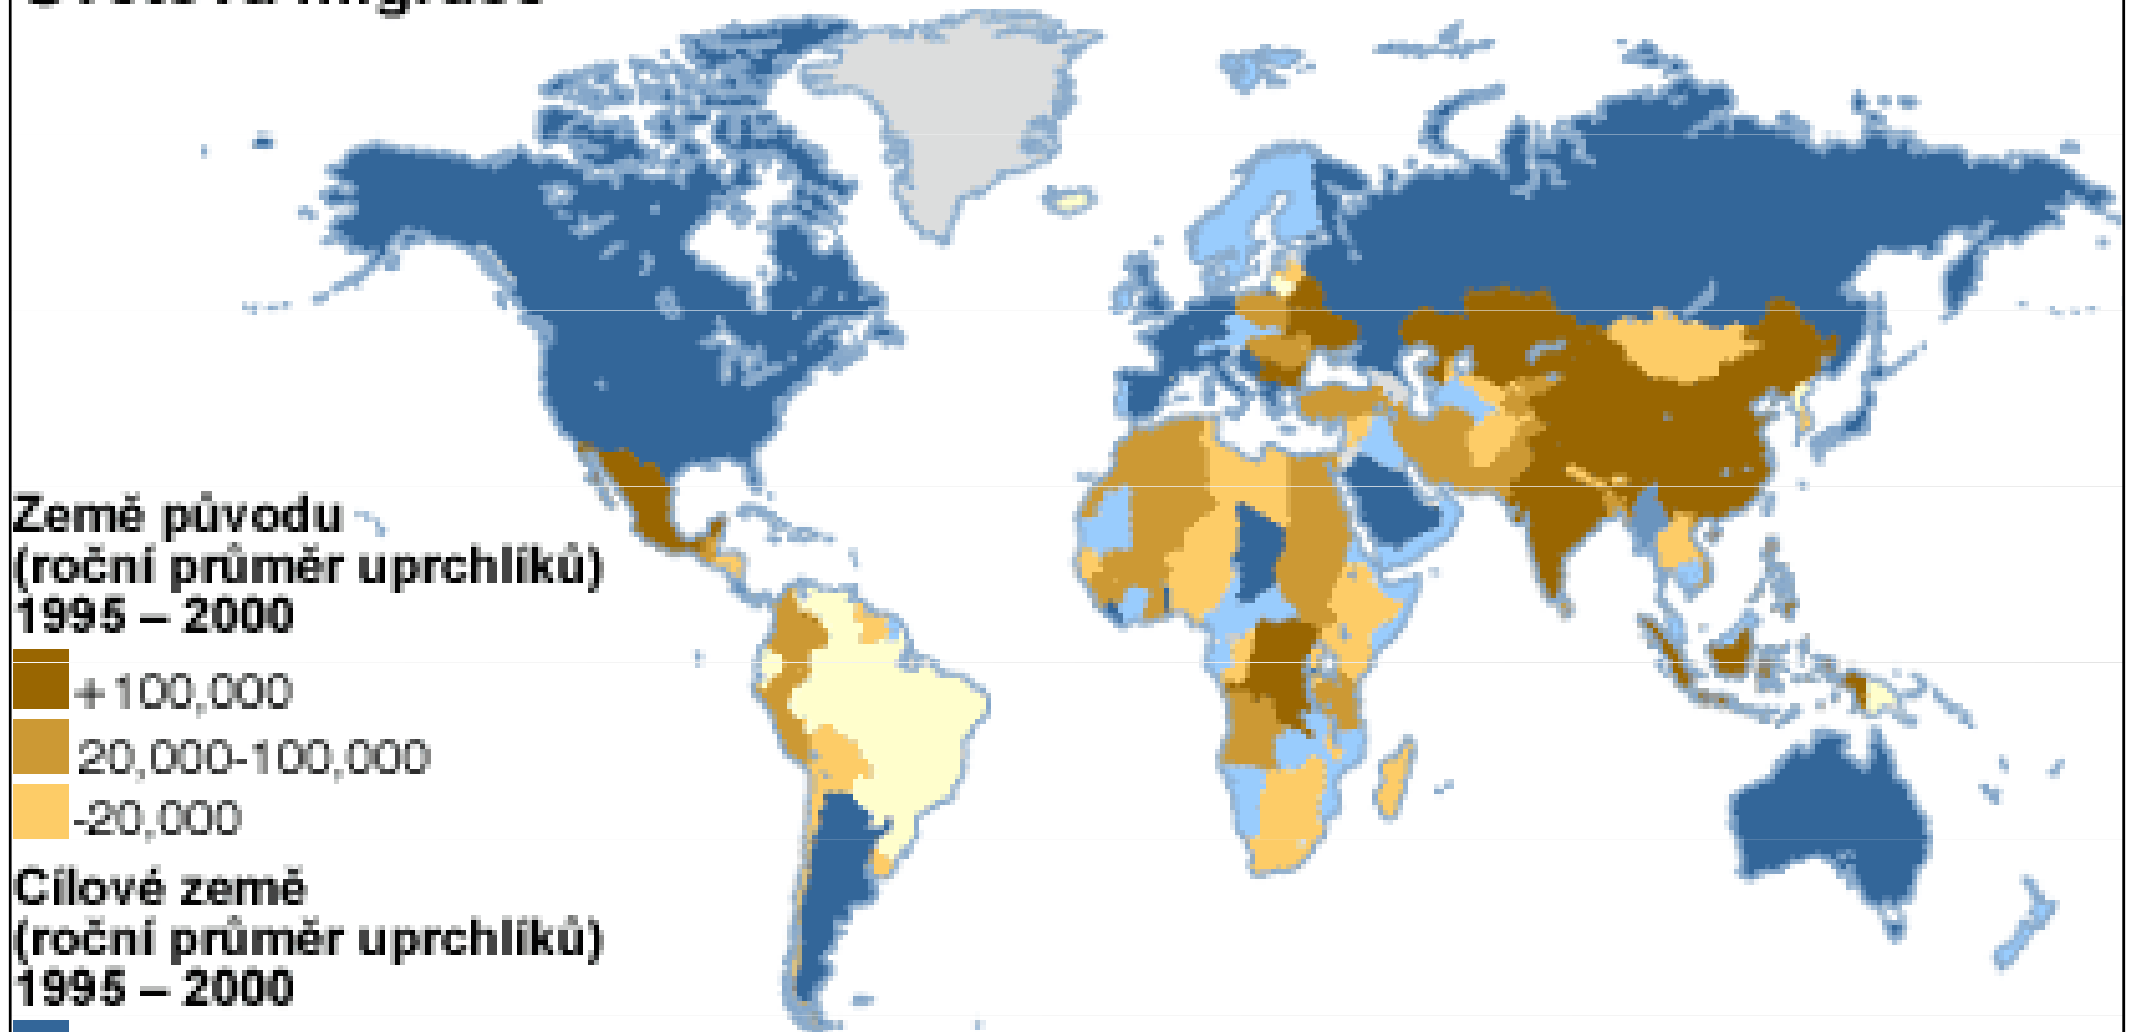 Země původu
(roční průměr uprchlíků)
1995 – 2000
+100,000
20,000-100,000
-20,000
Cílové země
(roční průměr uprchlíků)
1995 – 2000